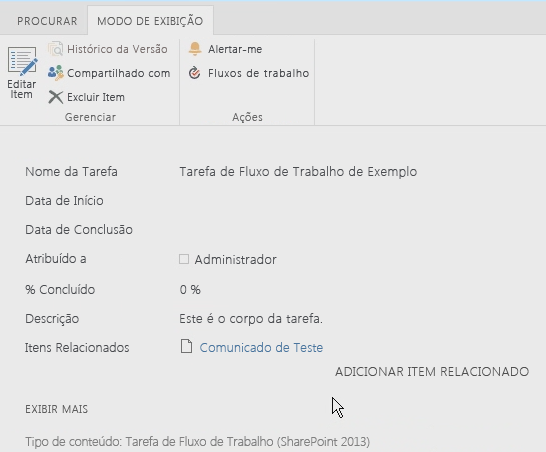 PROCURAR MODO DE EXIBIÇÃO
Editar Item
Histórico da Versão
Compartilhado com
Excluir Item
Gerenciar
Alertar-me
Fluxos de trabalho
Ações
Nome da Tarefa Tarefa de Fluxo de Trabalho de Exemplo
Data de Início
Data de Conclusão
Atribuído a Administrador
% Concluído 0 %
Descrição Este é o corpo da tarefa.
Itens Relacionados Comunicado de Teste
ADICIONAR ITEM RELACIONADO
EXIBIR MAIS
Tipo de conteúdo: Tarefa de Fluxo de Trabalho (SharePoint 2013)